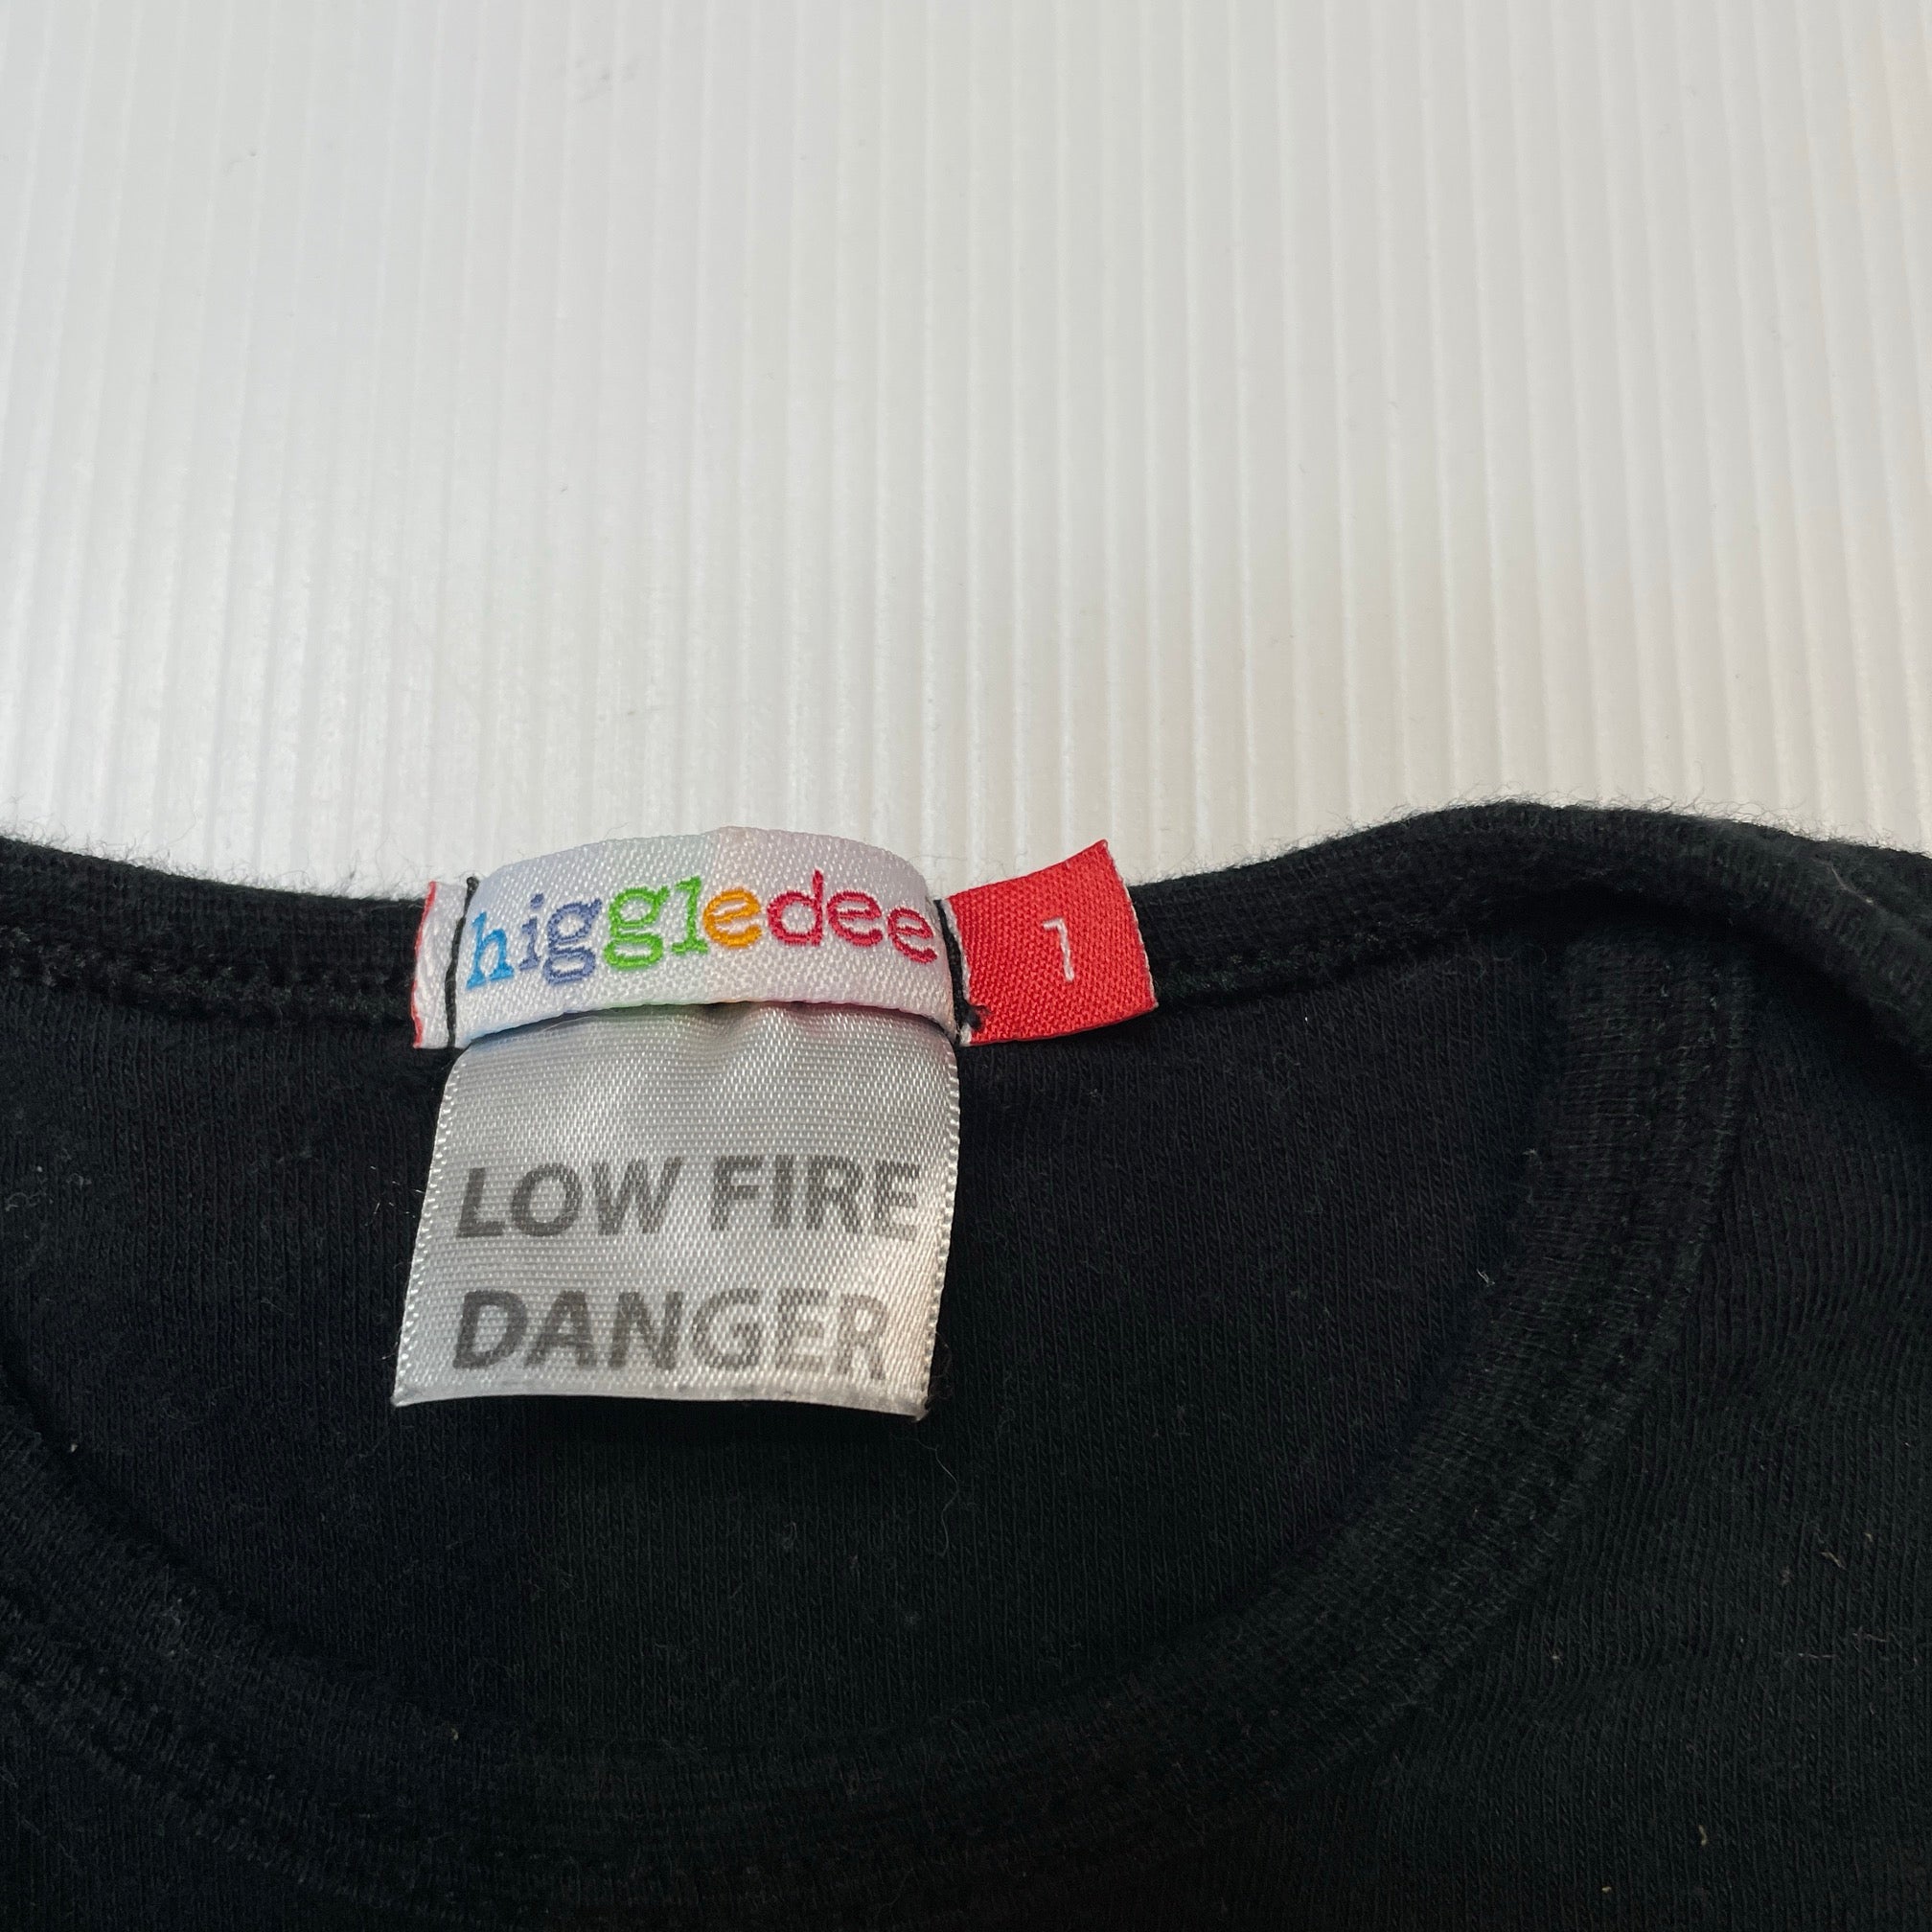 higgledee
1
LOW FIRE
DANGER